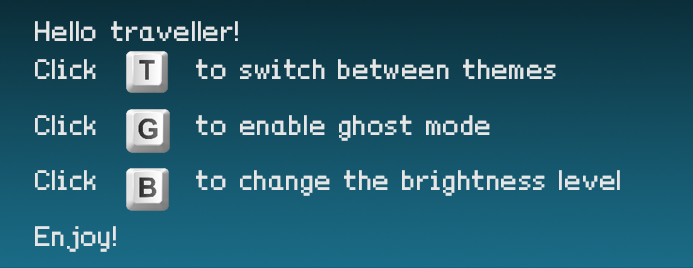 Hello traveller!
Click T to switch between themes
Click G to enable ghost mode
Click B to change the brightness level
Enjoy!